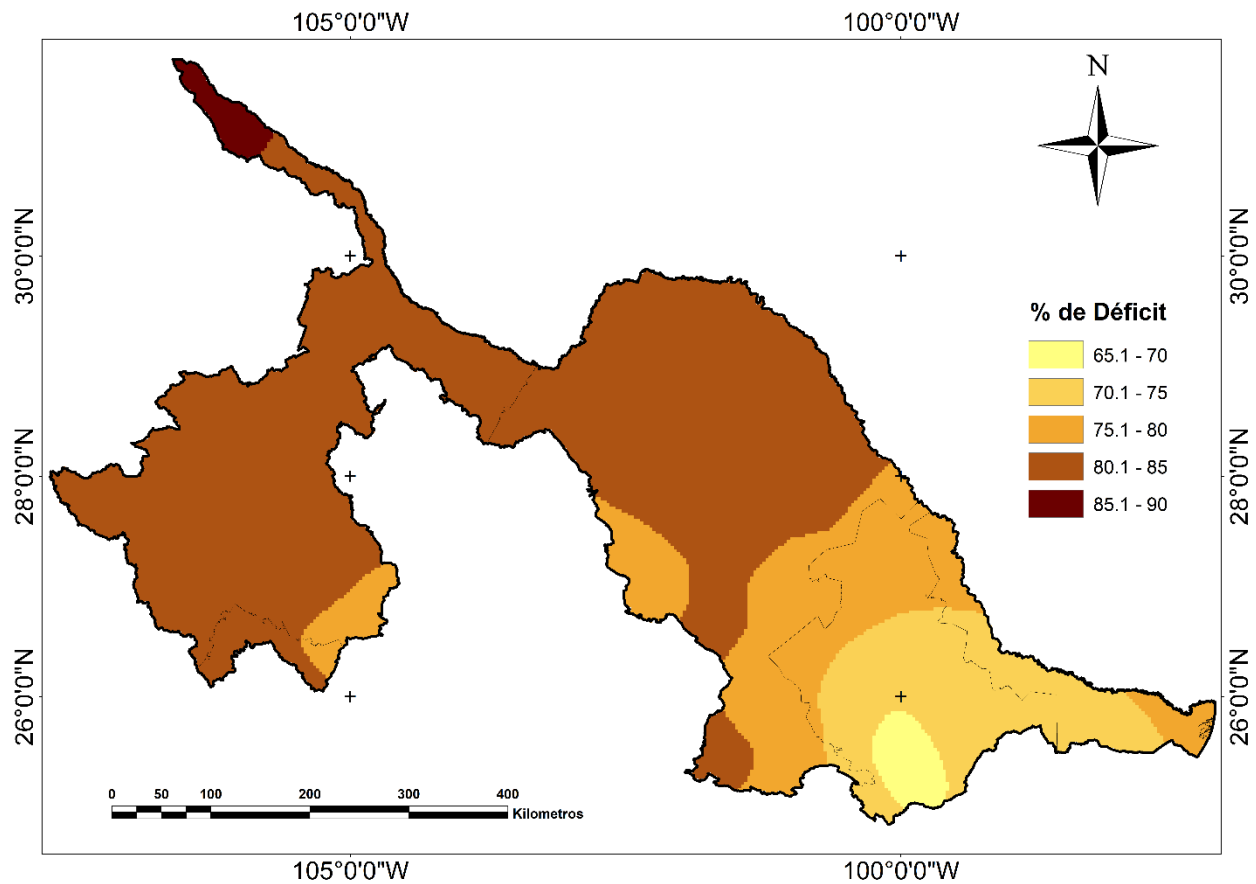 105°0'0"W 100°0'0"W
N
30°0'0"N 30°0'0"N
% de Déficit
65.1 - 70
70.1 - 75
75.1 - 80
80.1 - 85
85.1 - 90
28°0'0"N 28°0'0"N
26°0'0"N 26°0'0"N
0 50 100 200 300 400
Kilometros
105°0'0"W 100°0'0"W